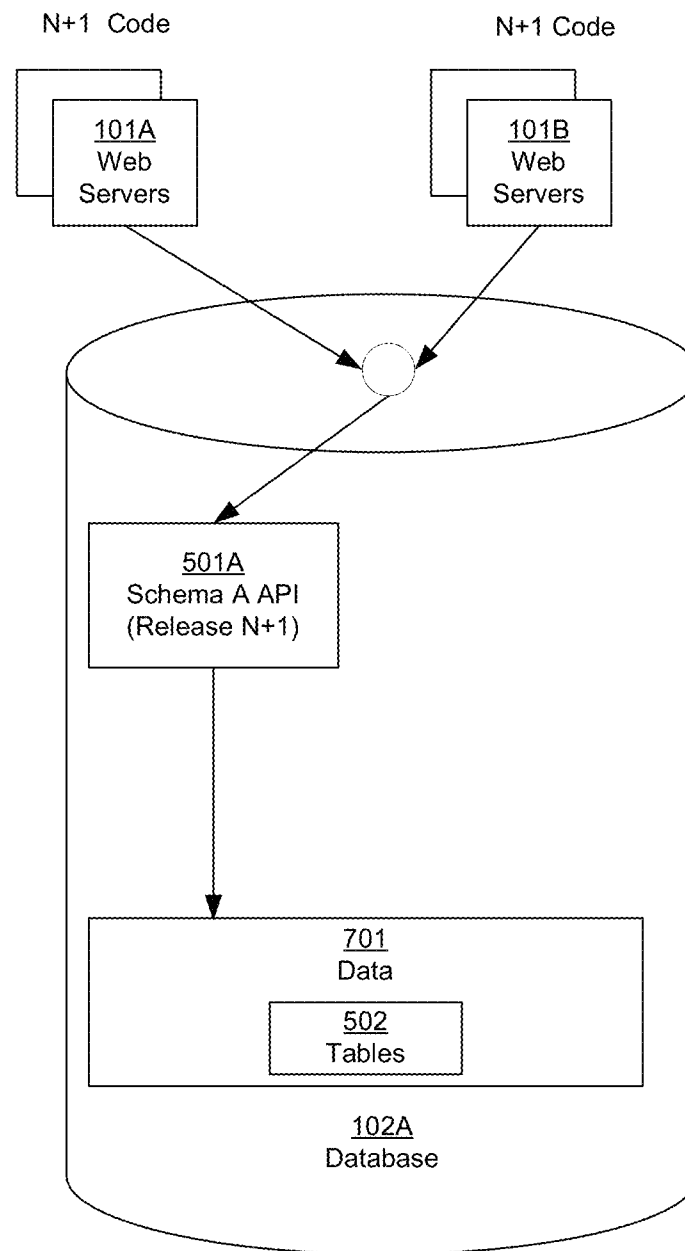 N+1 Code
N+1 Code
101A
Web
Servers
101B
Web
Servers
501A
Schema A API
(Release N+1)
701
Data
502
Tables
102A
Database